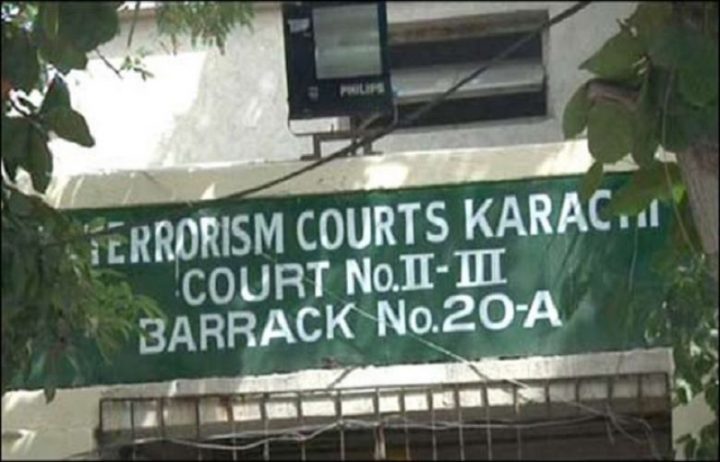 PHILIPS
TERRORISM COURTS KARACHI
COURT No.II-III
BARRACK No.20-A